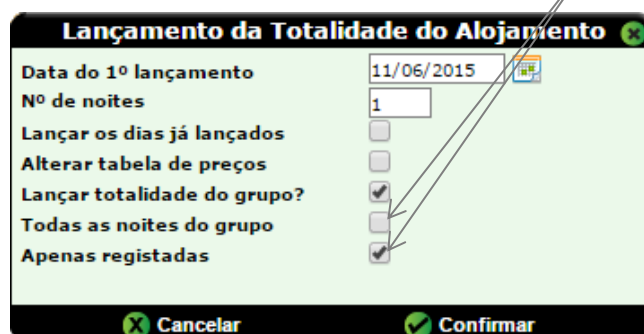 Lançamento da Totalidade do Alojamento
Data do 1º lançamento 11/06/2015
Nº de noites 1
Lançar os dias já lançados
Alterar tabela de preços
Lançar totalidade do grupo?
Todas as noites do grupo
Apenas registadas
Cancelar Confirmar